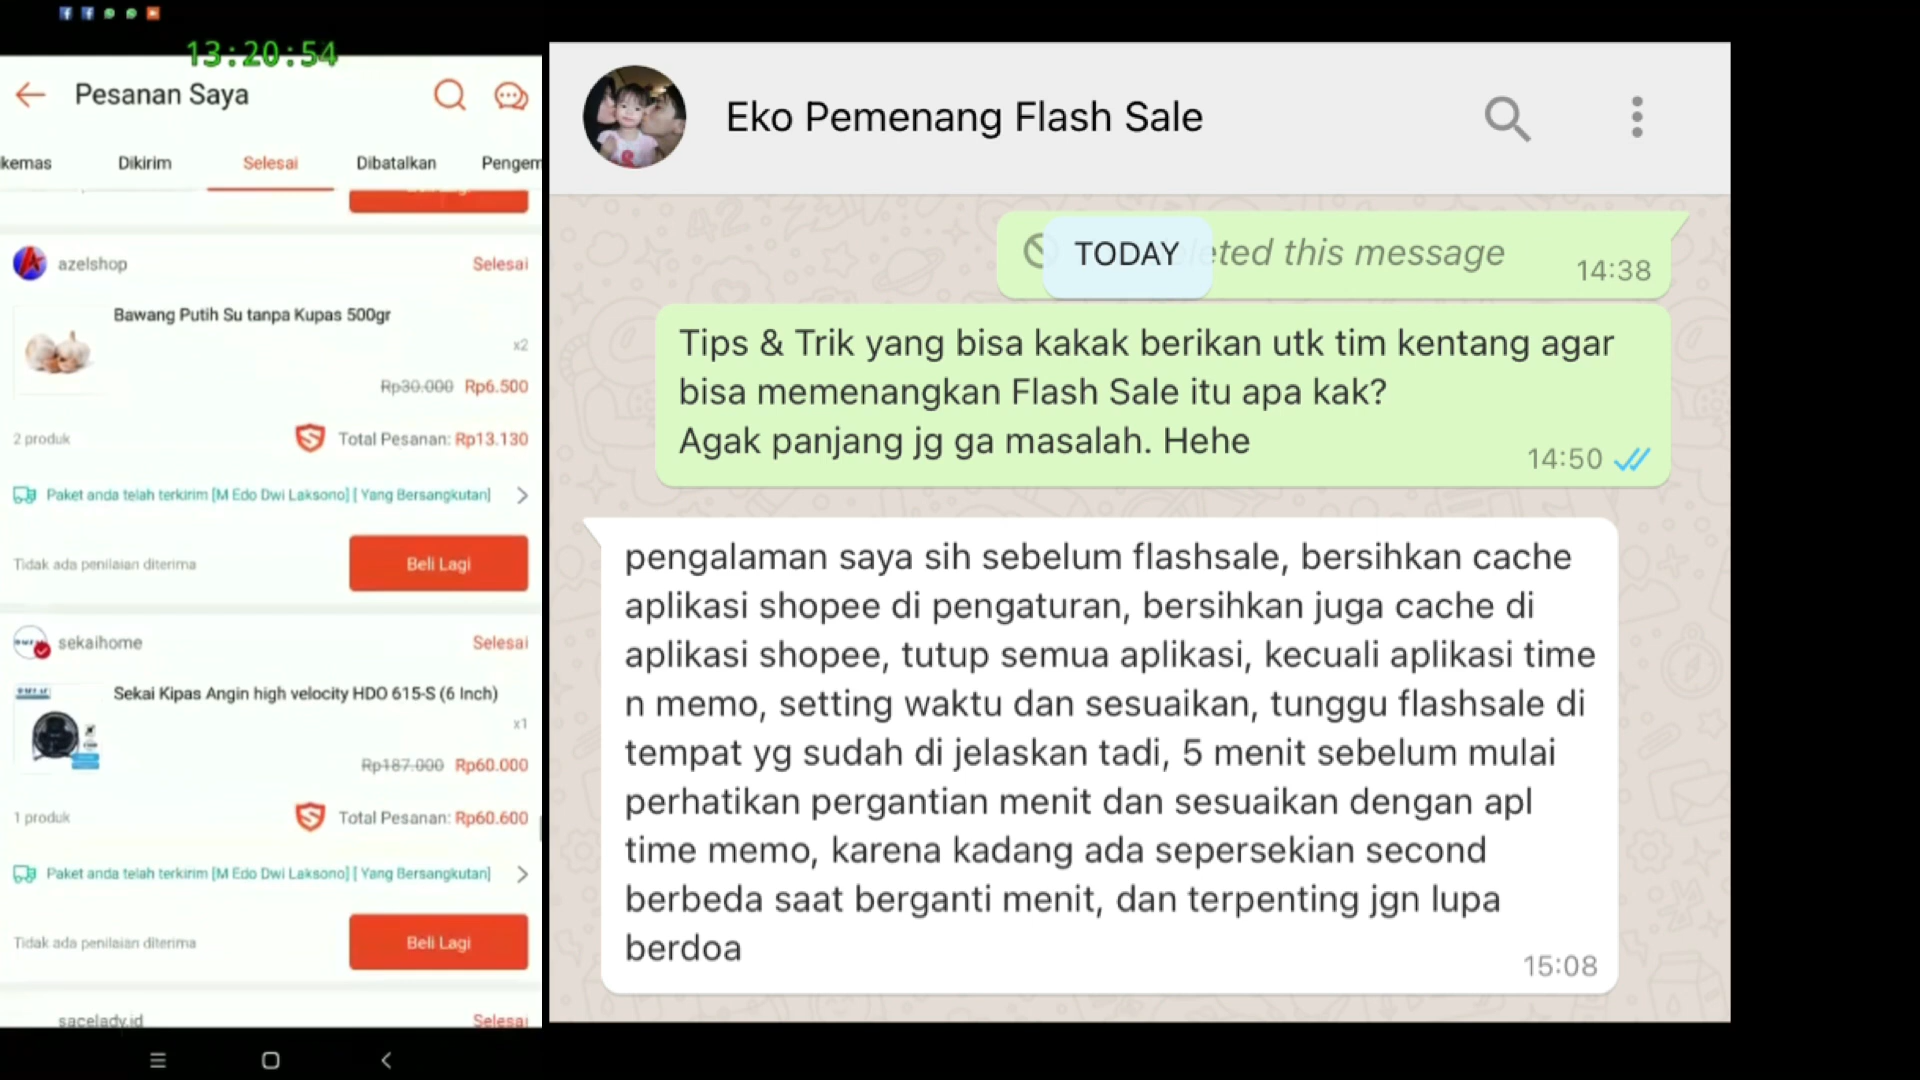 13:20:54
Pesanan Saya
kemas Dikirim Selesai Dibatalkan Pengem
azelshop Selesai
Bawang Putih Su tanpa Kupas 500gr
x2
Rp30.000 Rp6.500
2 produk Total Pesanan: Rp13.130
Paket anda telah terkirim [M Edo Dwi Laksono] [ Yang Bersangkutan]
Tidak ada penilaian diterima Beli Lagi
sekaihome Selesai
Sekai Kipas Angin high velocity HDO 615-S (6 Inch)
x1
Rp187.000 Rp60.000
1 produk Total Pesanan: Rp60.600
Paket anda telah terkirim [M Edo Dwi Laksono] [ Yang Bersangkutan]
Tidak ada penilaian diterima Beli Lagi
sacelady.id Selesai
Eko Pemenang Flash Sale
TODAY eted this message 14:38
Tips & Trik yang bisa kakak berikan utk tim kentang agar
bisa memenangkan Flash Sale itu apa kak?
Agak panjang jg ga masalah. Hehe
14:50
pengalaman saya sih sebelum flashsale, bersihkan cache
aplikasi shopee di pengaturan, bersihkan juga cache di
aplikasi shopee, tutup semua aplikasi, kecuali aplikasi time
n memo, setting waktu dan sesuaikan, tunggu flashsale di
tempat yg sudah di jelaskan tadi, 5 menit sebelum mulai
perhatikan pergantian menit dan sesuaikan dengan apl
time memo, karena kadang ada sepersekian second
berbeda saat berganti menit, dan terpenting jgn lupa
berdoa
15:08